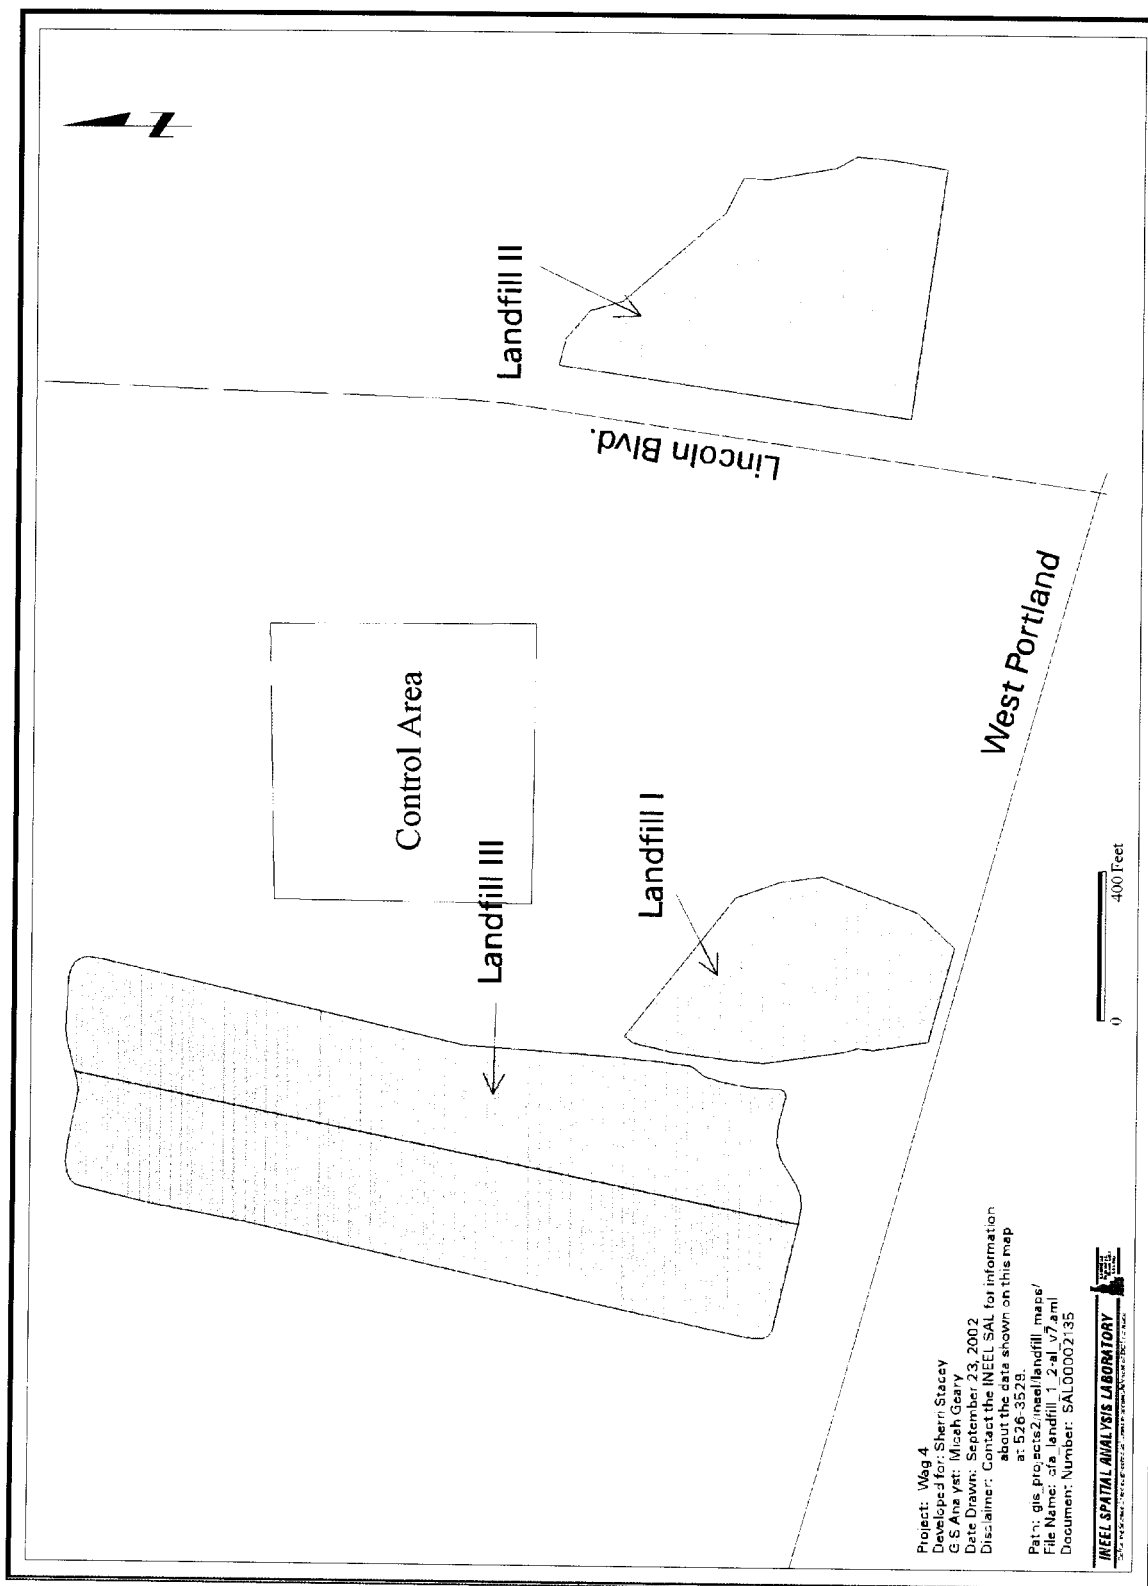 N
Landfill II
Lincoln Blvd.
Control Area
Landfill III
Landfill I
West Portland
0 400 Feet
Project: Wag 4
Developed for: Sherri Stacey
G S Ana yst: Micah Geary
Date Drawn: September 23, 2002
Disclaimer: Contact the INEEL SAL for information
about the data shown on this map
at 526-3529.
Path: gis_projects2/ineel/landfill_maps/
File Name: cfa_landfill_1_2-al_v7.aml
Document Number: SAL00002135
INEEL SPATIAL ANALYSIS LABORATORY